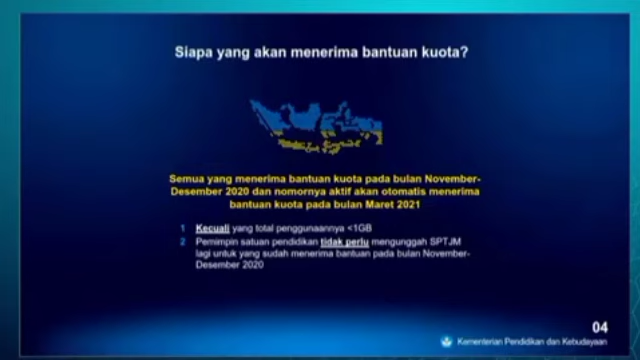 Siapa yang akan menerima bantuan kuota?
Semua yang menerima bantuan kuota pada bulan November-
Desember 2020 dan nomornya aktif akan otomatis menerima
bantuan kuota pada bulan Maret 2021
1 Kecuali yang total penggunaannya <1GB
2 Pemimpin satuan pendidikan tidak perlu mengunggah SPTJM
lagi untuk yang sudah menerima bantuan pada bulan November-
Desember 2020
04
Kementerian Pendidikan dan Kebudayaan